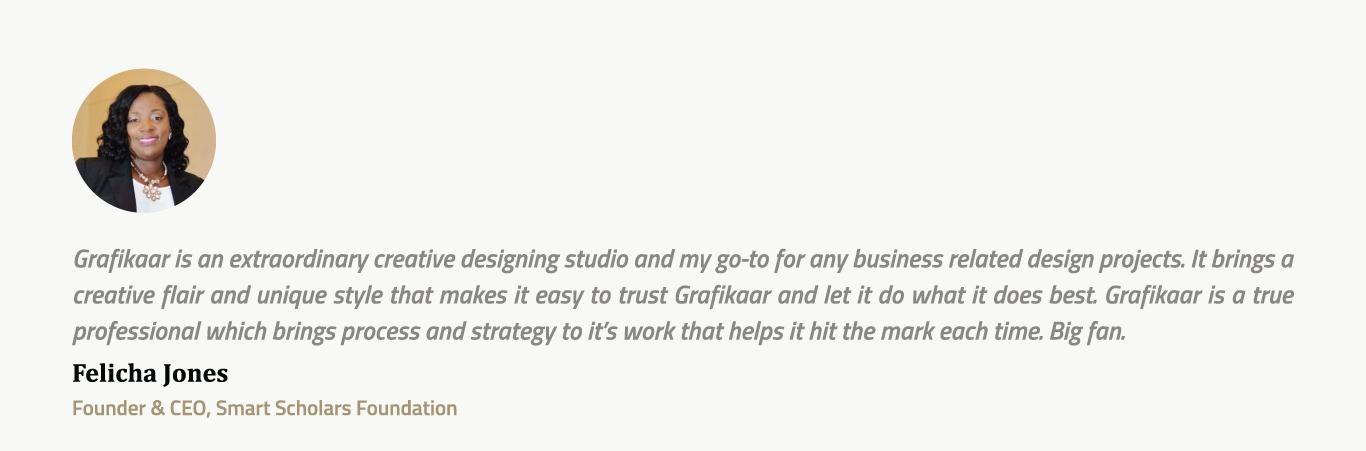 Grafikaar is an extraordinary creative designing studio and my go-to for any business related design projects. It brings a
creative flair and unique style that makes it easy to trust Grafikaar and let it do what it does best. Grafikaar is a true
professional which brings process and strategy to it’s work that helps it hit the mark each time. Big fan.
Felicha Jones
Founder & CEO, Smart Scholars Foundation